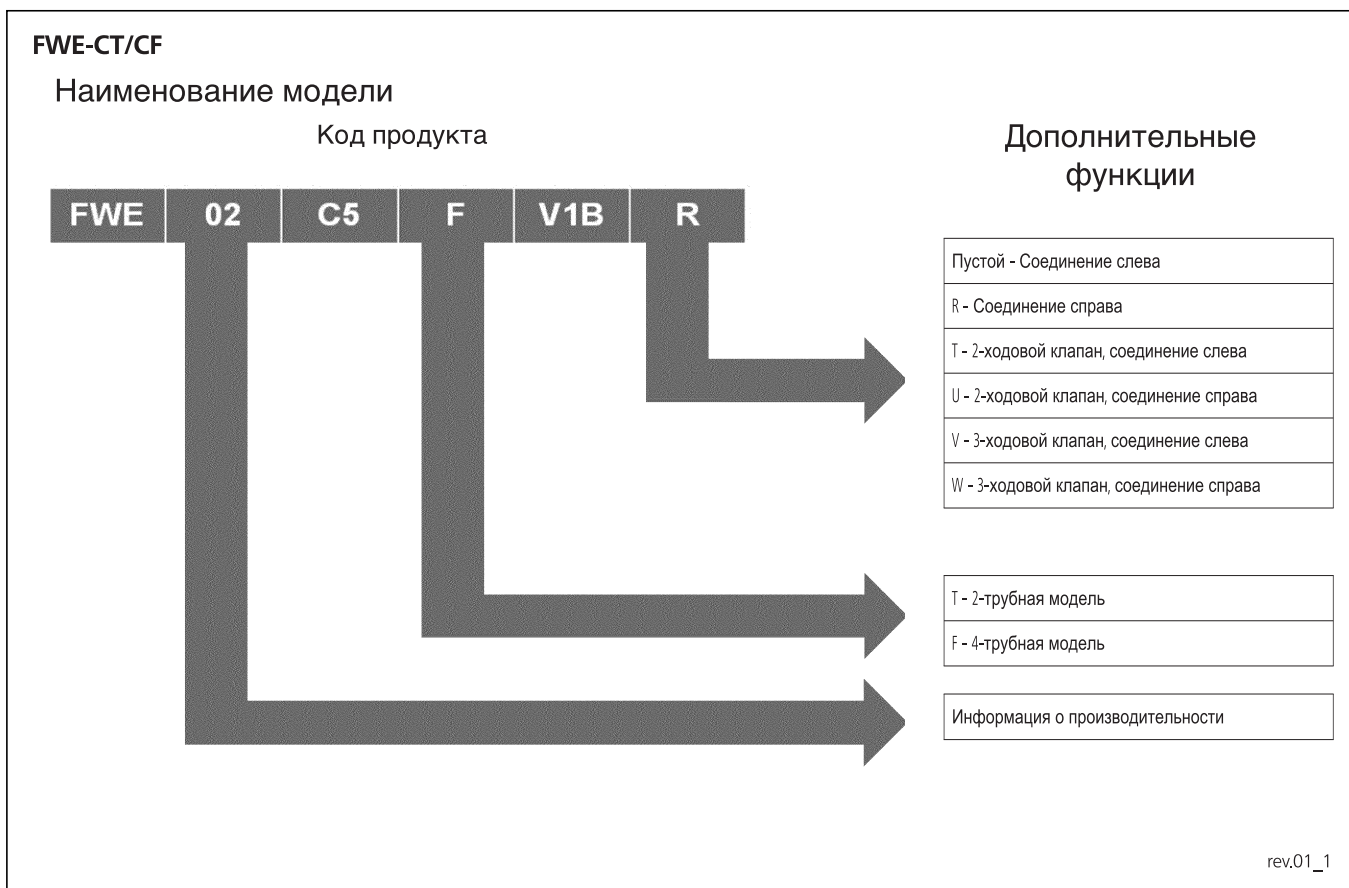 FWE-CT/CF
Наименование модели
Код продукта
Дополнительные
функции
FWE 02 C5 F V1B R
Пустой - Соединение слева
R - Соединение справа
T - 2-ходовой клапан, соединение слева
U - 2-ходовой клапан, соединение справа
V - 3-ходовой клапан, соединение слева
W - 3-ходовой клапан, соединение справа
T - 2-трубная модель
F - 4-трубная модель
Информация о производительности
rev.01_1